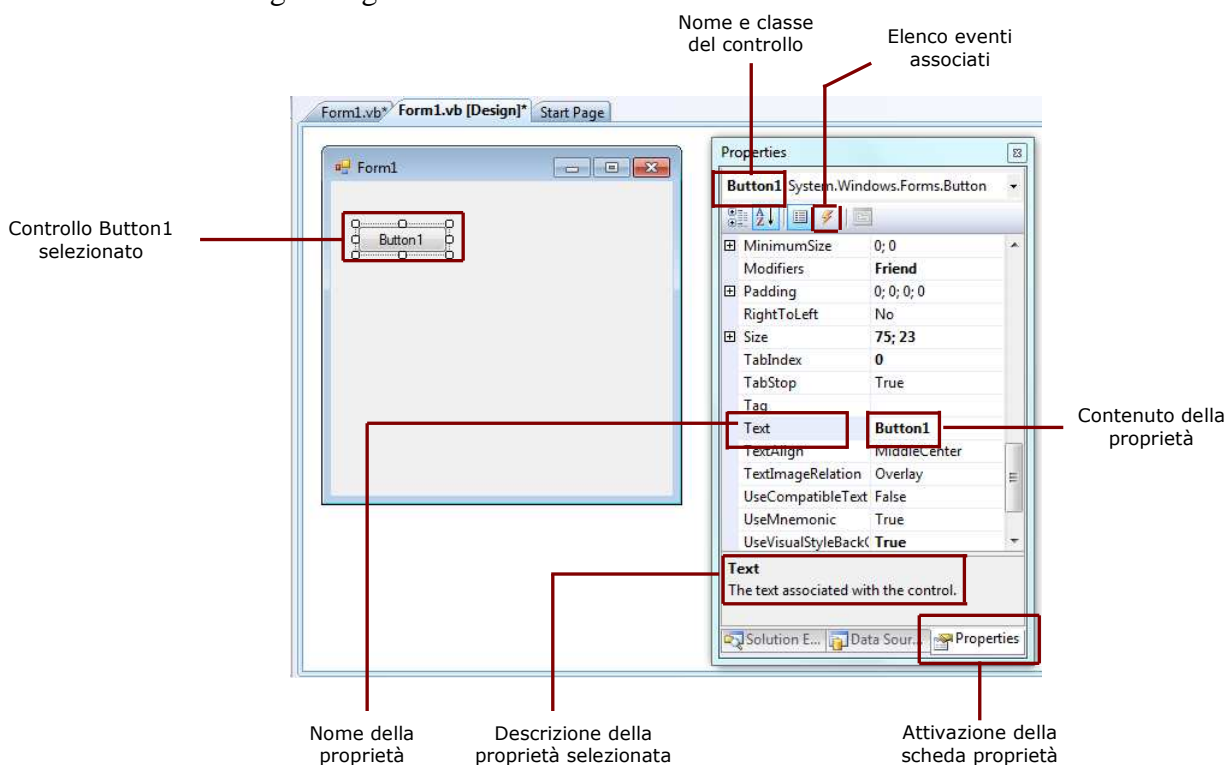 Nome e classe
del controllo
Elenco eventi
associati
Form1.vb*
Form1.vb [Design]*
Start Page
Form1
Properties
Button1 System.Windows.Forms.Button
Controllo Button1
selezionato
Button1
MinimumSize 0; 0
Modifiers Friend
Padding 0; 0; 0; 0
RightToLeft No
Size 75; 23
TabIndex 0
TabStop True
Tag
Text Button1
TextAlign MiddleCenter
TextImageRelation Overlay
UseCompatibleText False
UseMnemonic True
UseVisualStyleBack( True
Contenuto della
proprietà
Text
The text associated with the control.
Solution E... Data Sour... Properties
Nome della
proprietà
Descrizione della
proprietà selezionata
Attivazione della
scheda proprietà